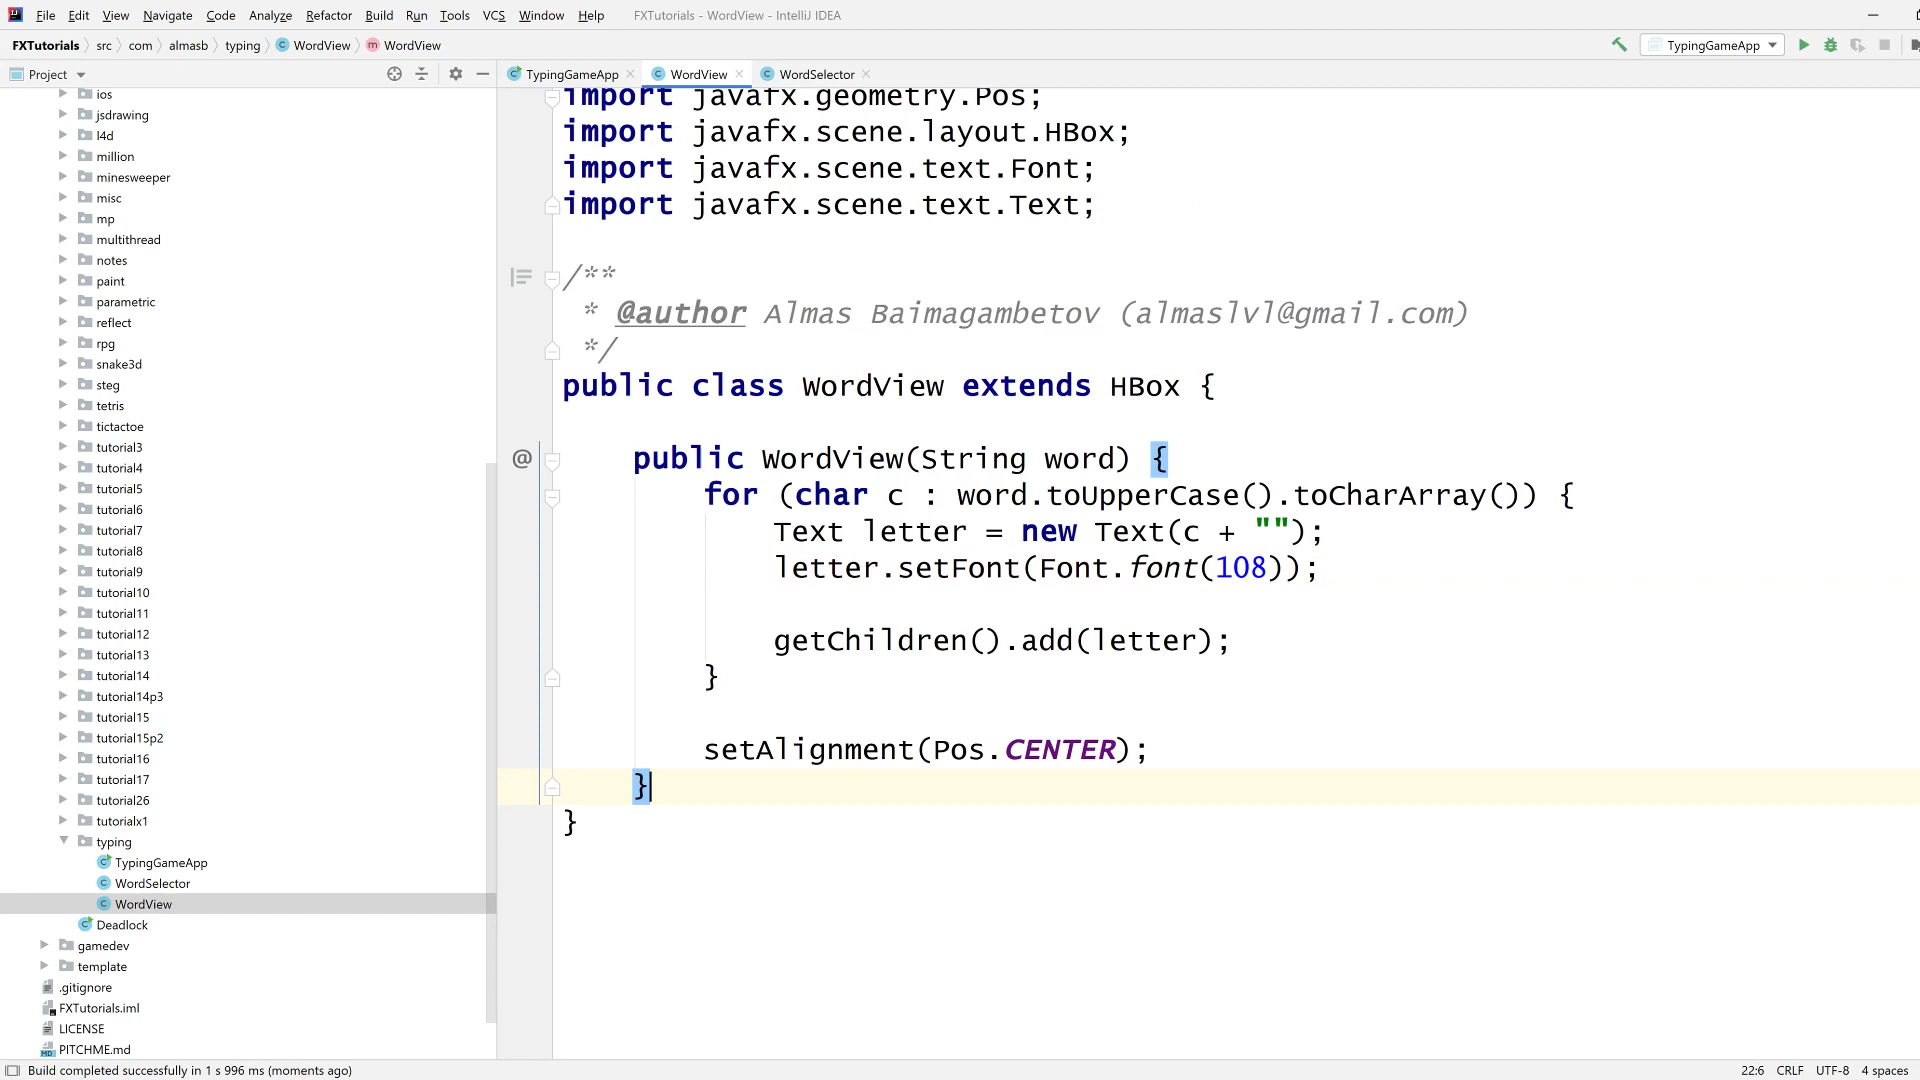 File Edit View Navigate Code Analyze Refactor Build Run Tools VCS Window Help FXTutorials - WordView - IntelliJ IDEA
FXTutorials src com almasb typing WordView WordView TypingGameApp
Project
TypingGameApp WordView WordSelector
ios
jsdrawing
l4d
million
minesweeper
misc
mp
multithread
notes
paint
parametric
reflect
rpg
snake3d
steg
tetris
tictactoe
tutorial3
tutorial4
tutorial5
tutorial6
tutorial7
tutorial8
tutorial9
tutorial10
tutorial11
tutorial12
tutorial13
tutorial14
tutorial14p3
tutorial15
tutorial15p2
tutorial16
tutorial17
tutorial26
tutorialx1
typing
TypingGameApp
WordSelector
WordView
Deadlock
gamedev
template
.gitignore
FXTutorials.iml
LICENSE
PITCHME.md
import javafx.geometry.Pos;
import javafx.scene.layout.HBox;
import javafx.scene.text.Font;
import javafx.scene.text.Text;
/**
* @author Almas Baimagambetov (almaslvl@gmail.com)
*/
public class WordView extends HBox {
@ public WordView(String word) {
for (char c : word.toUpperCase().toCharArray()) {
Text letter = new Text(c + "");
letter.setFont(Font.font(108));
getChildren().add(letter);
}
setAlignment(Pos.CENTER);
}
}
Build completed successfully in 1 s 996 ms (moments ago) 22:6 CRLF UTF-8 4 spaces